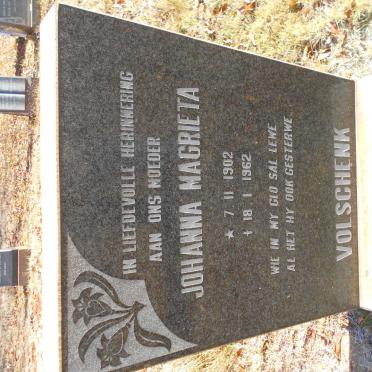 IN LIEFDEVOLLE HERINNERING
AAN ONS MOEDER
JOHANNA MAGRIETA
★ 7 11 1902
✝ 18 1 1962
WIE IN MY GLO SAL LEWE
AL HET HY OOK GESTERWE
VOLSCHENK